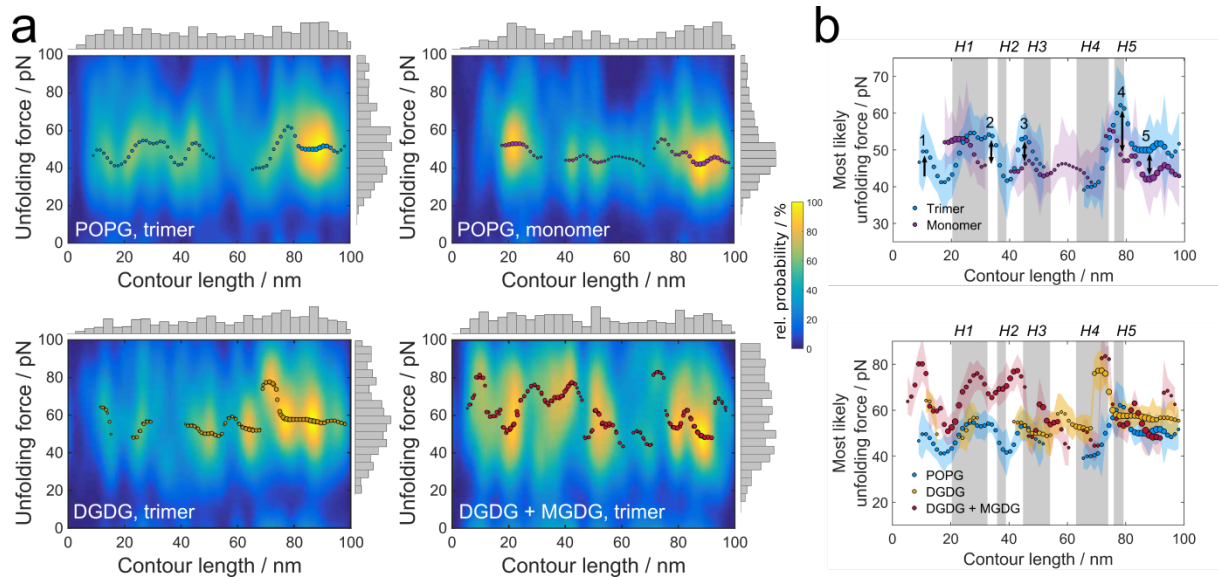 a
100
80
60
40
20
0
Unfolding force / pN
POPG, trimer
0 20 40 60 80 100
Contour length / nm
100
80
60
40
20
0
Unfolding force / pN
POPG, monomer
0 20 40 60 80 100
Contour length / nm
100
80
60
40
20
0
rel. probability / %
100
80
60
40
20
0
Unfolding force / pN
DGDG, trimer
0 20 40 60 80 100
Contour length / nm
100
80
60
40
20
0
Unfolding force / pN
DGDG + MGDG, trimer
0 20 40 60 80 100
Contour length / nm
b
H1 H2 H3 H4 H5
70
60
50
40
30
Most likely
unfolding force / pN
1 2 3 4 5
Trimer
Monomer
0 20 40 60 80 100
Contour length / nm
H1 H2 H3 H4 H5
80
60
40
20
Most likely
unfolding force / pN
POPG
DGDG
DGDG + MGDG
0 20 40 60 80 100
Contour length / nm